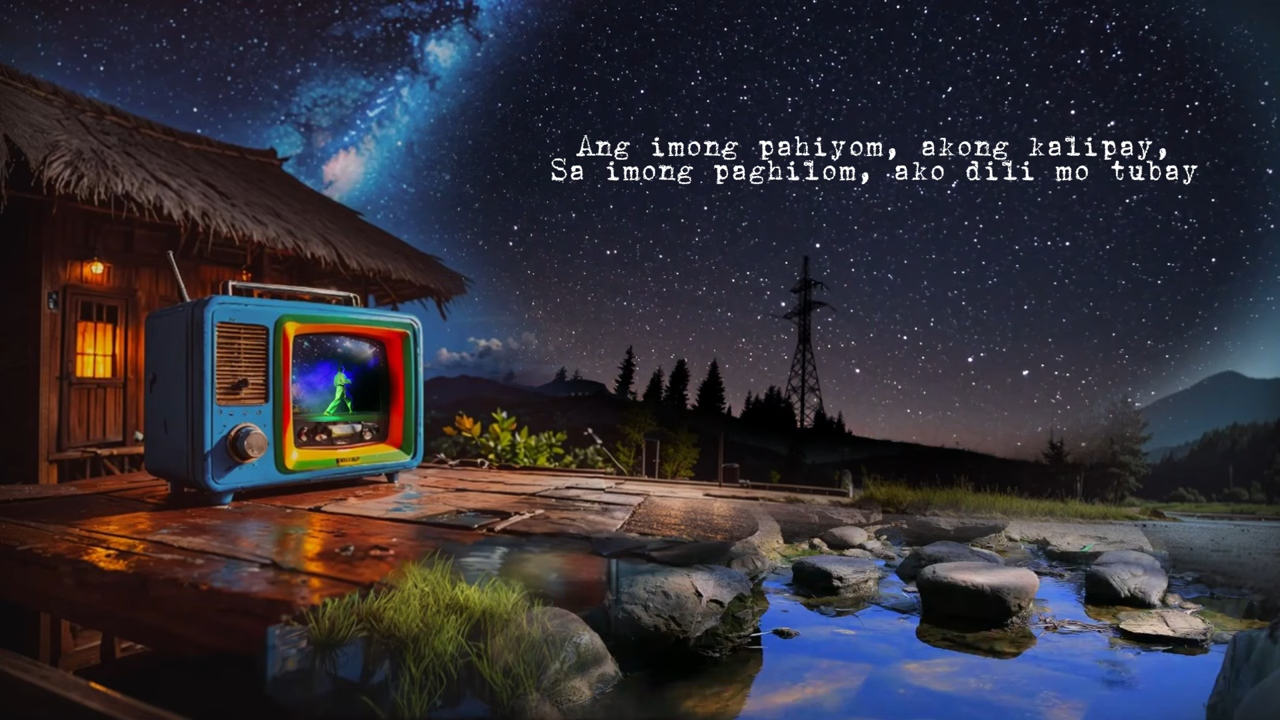 Ang imong pahiyom, akong kalipay,
Sa imong paghilom, ako dili mo tubay